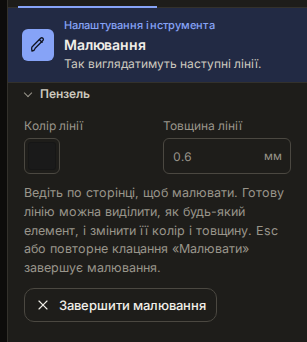 Налаштування інструмента
Малювання
Так виглядатимуть наступні лінії.
Пензель
Колір лінії
Товщина лінії
0.6 мм
Ведіть по сторінці, щоб малювати. Готову
лінію можна виділити, як будь-який
елемент, і змінити її колір і товщину. Esc
або повторне клацання «Малювати»
завершує малювання.
Завершити малювання